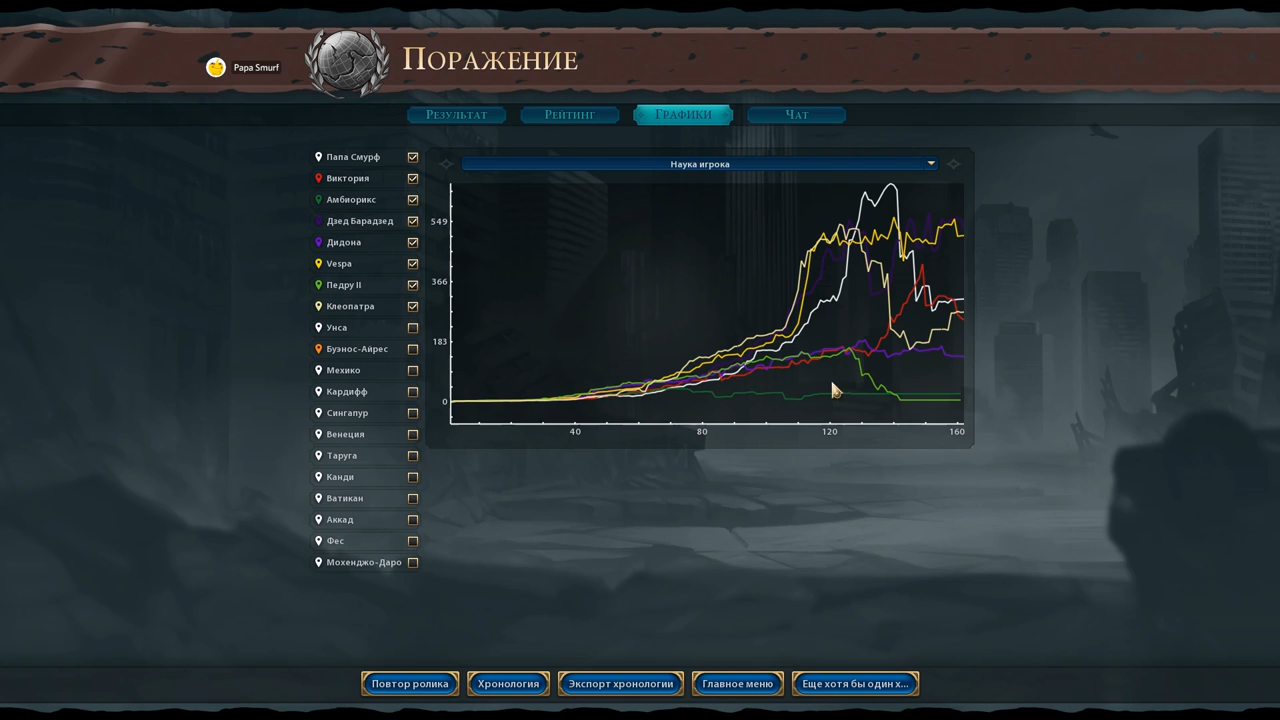 Papa Smurf
Поражение
Результат
Рейтинг
Графики
Чат
Папа Смурф
Виктория
Амбиорикс
Дзед Барадзед
Дидона
Vespa
Педру II
Клеопатра
Унса
Буэнос-Айрес
Мехико
Кардифф
Сингапур
Венеция
Таруга
Канди
Ватикан
Аккад
Фес
Мохенджо-Даро
Наука игрока
549
366
183
0
40
80
120
160
Повтор ролика
Хронология
Экспорт хронологии
Главное меню
Еще хотя бы один х...